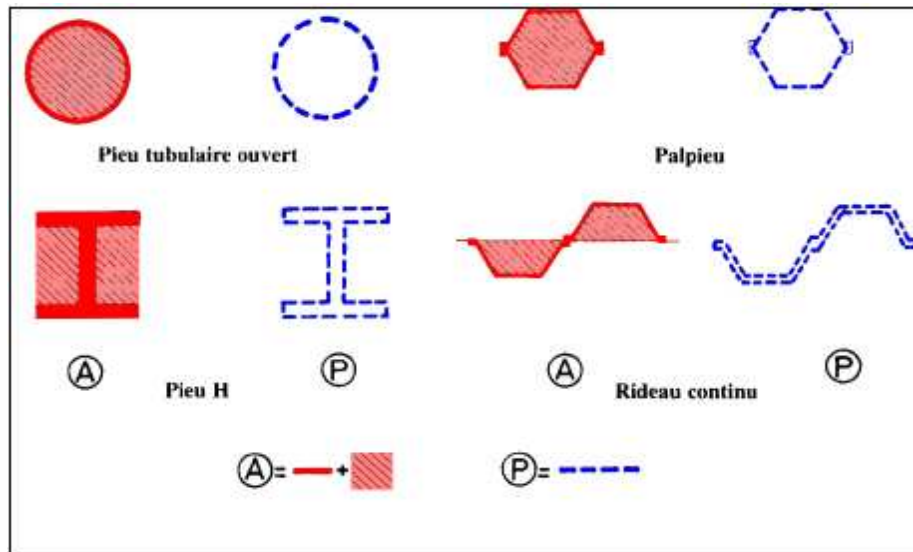 Pieu tubulaire ouvert
Palpieu
A
P
A
P
Pieu H
Rideau continu
A = +
P =